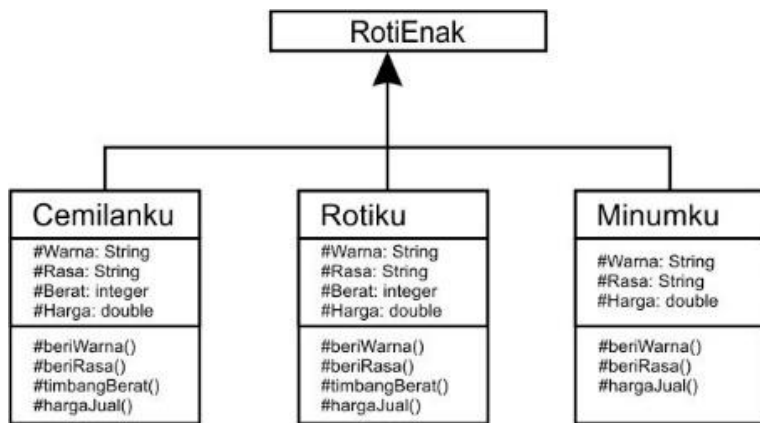 RotiEnak
Cemilanku
#Warna: String
#Rasa: String
#Berat: integer
#Harga: double
#beriWarna()
#beriRasa()
#timbangBerat()
#hargaJual()
Rotiku
#Warna: String
#Rasa: String
#Berat: integer
#Harga: double
#beriWarna()
#beriRasa()
#timbangBerat()
#hargaJual()
Minumku
#Warna: String
#Rasa: String
#Harga: double
#beriWarna()
#beriRasa()
#hargaJual()